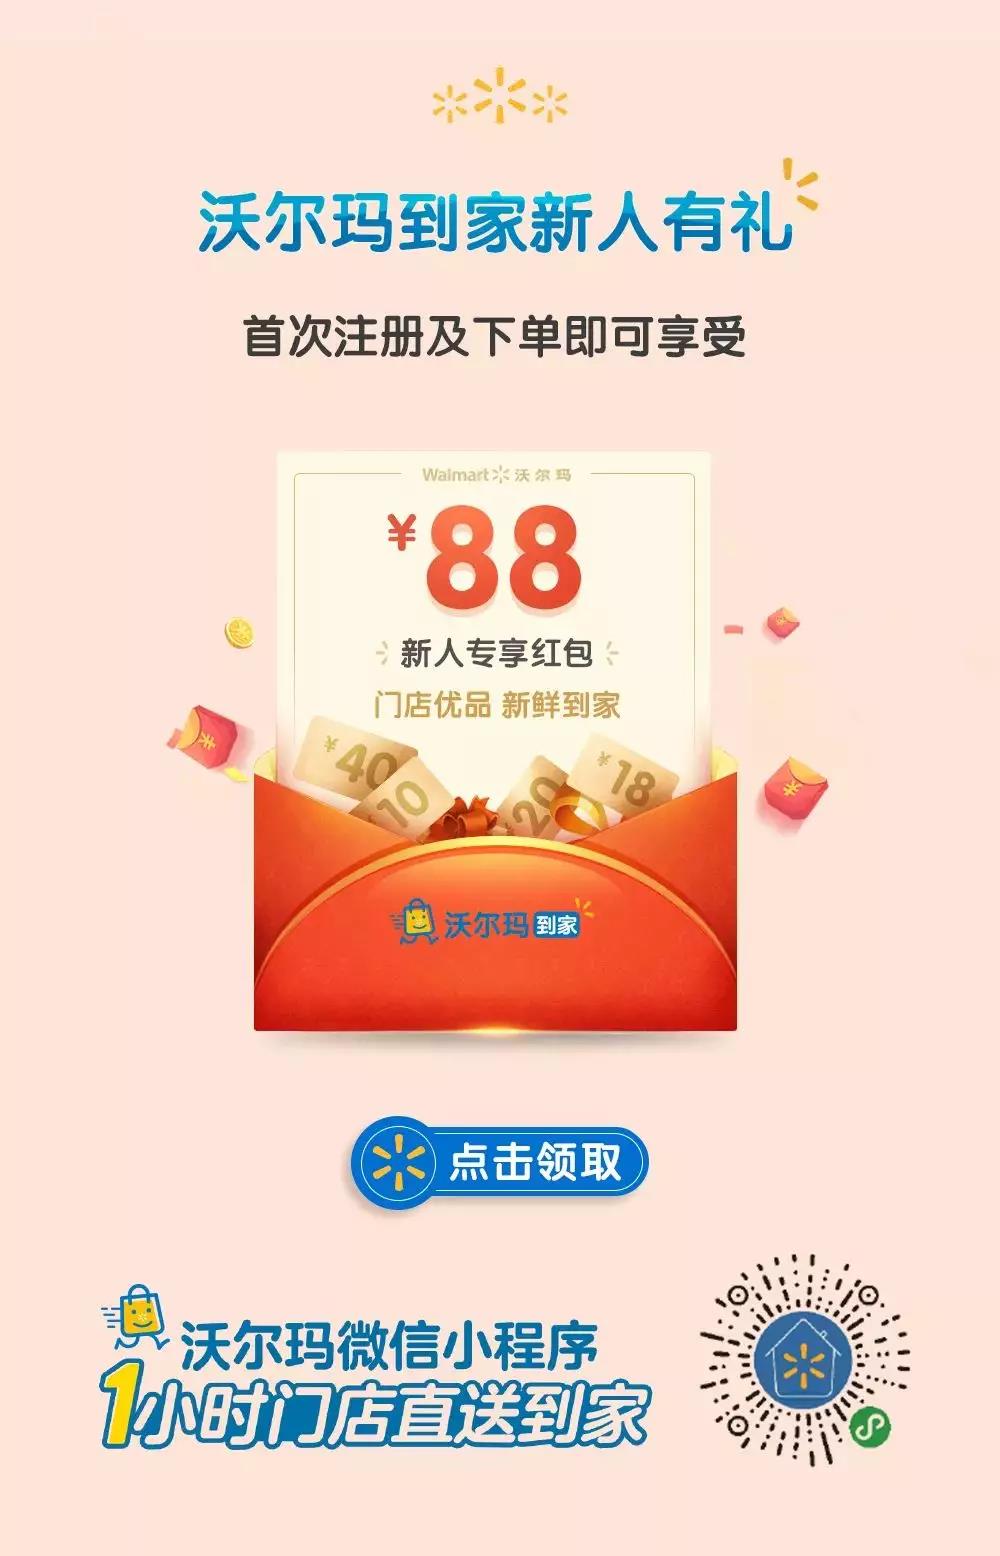 沃尔玛到家新人有礼
首次注册及下单即可享受
Walmart 沃尔玛
¥88
新人专享红包
门店优品 新鲜到家
¥40
10
¥20
¥18
沃尔玛到家
点击领取
沃尔玛微信小程序
1小时门店直送到家